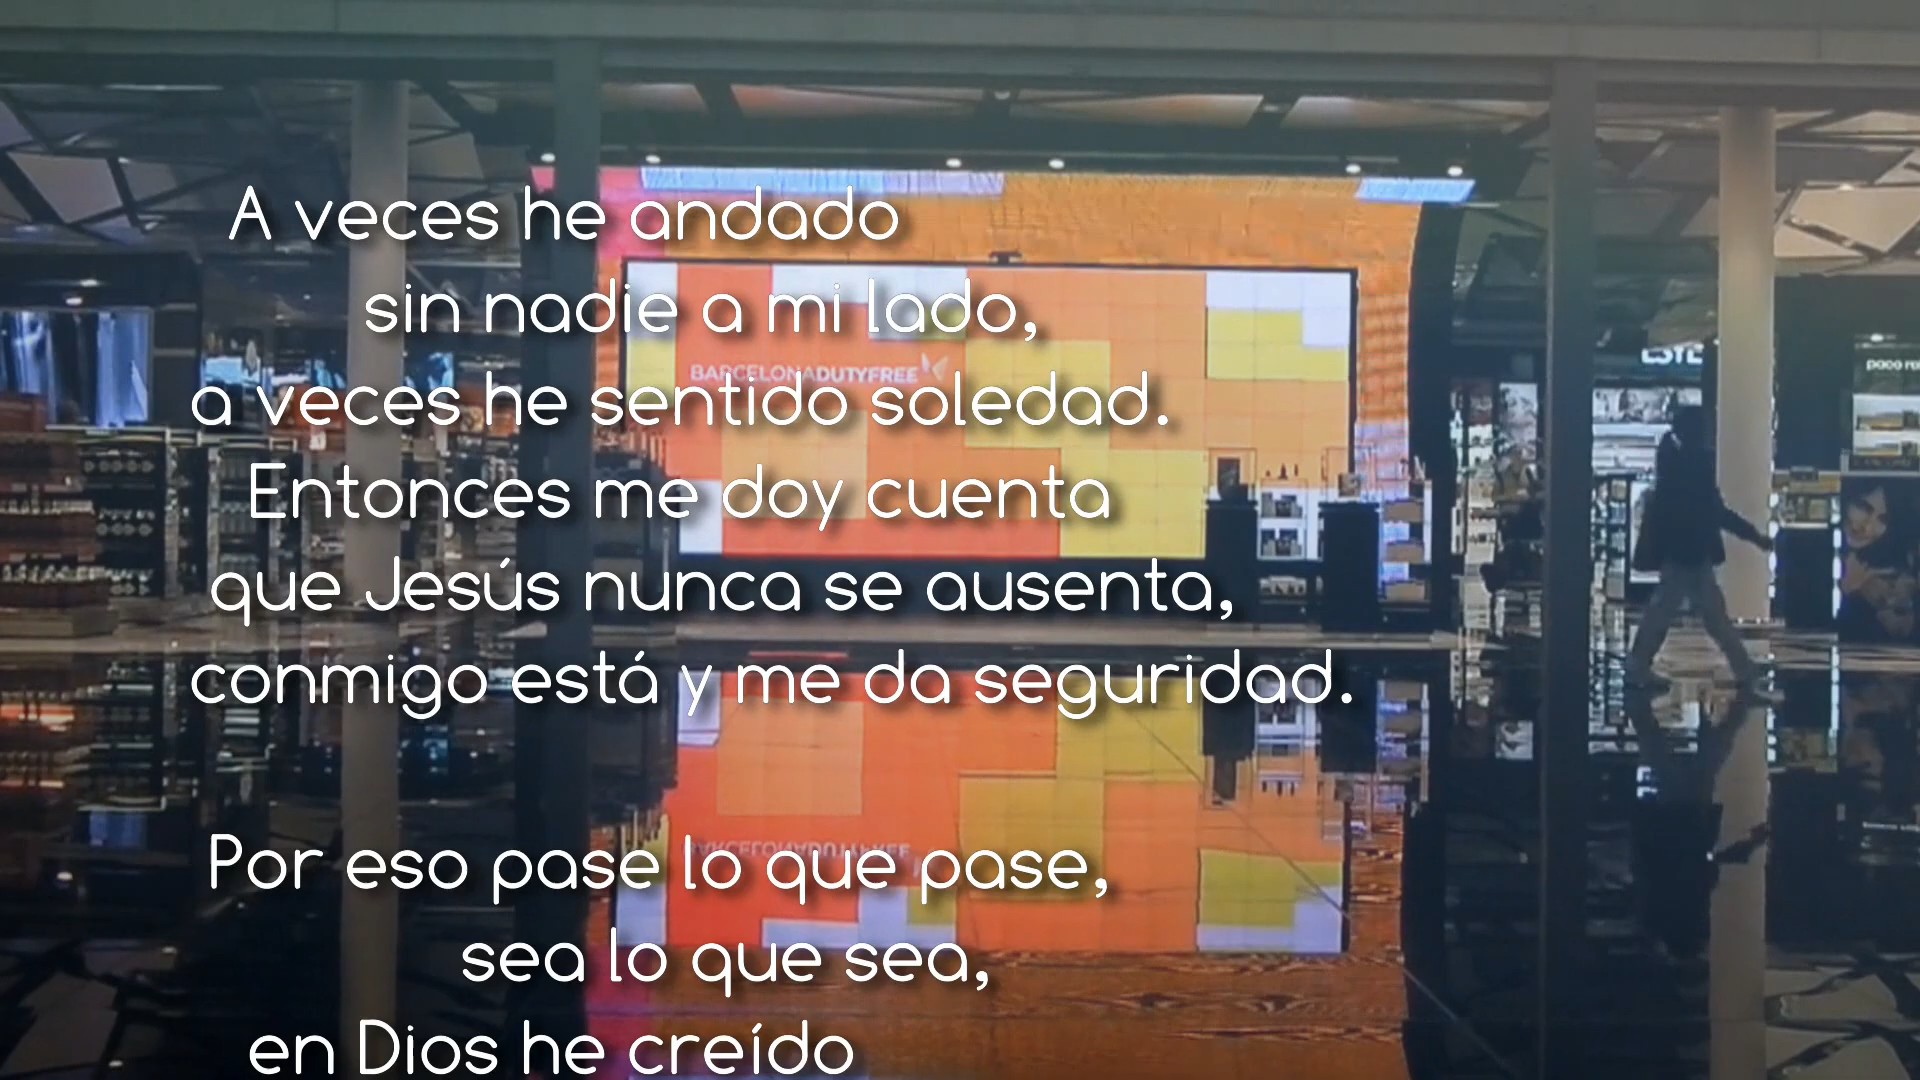 A veces he andado
sin nadie a mi lado,
BARCELONADUTYFREE
a veces he sentido soledad.
Entonces me doy cuenta
que Jesús nunca se ausenta,
conmigo está y me da seguridad.
Por eso pase lo que pase,
sea lo que sea,
en Dios he creído